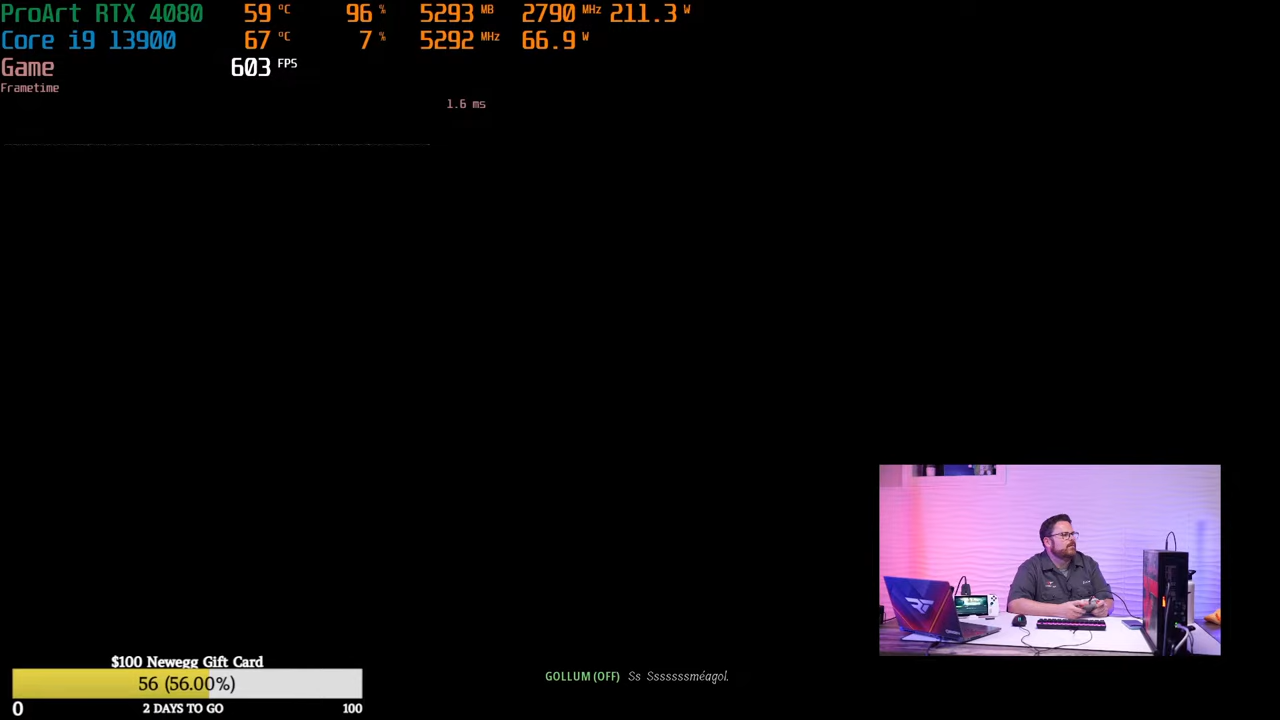 ProArt RTX 4080 59 °C 96 % 5293 MB 2790 MHz 211.3 W
Core i9 13900 67 °C 7 % 5292 MHz 66.9 W
Game 603 FPS
Frametime
1.6 ms
$100 Newegg Gift Card
56 (56.00%)
0 2 DAYS TO GO 100
GOLLUM (OFF) Ss Sssssssméagol.